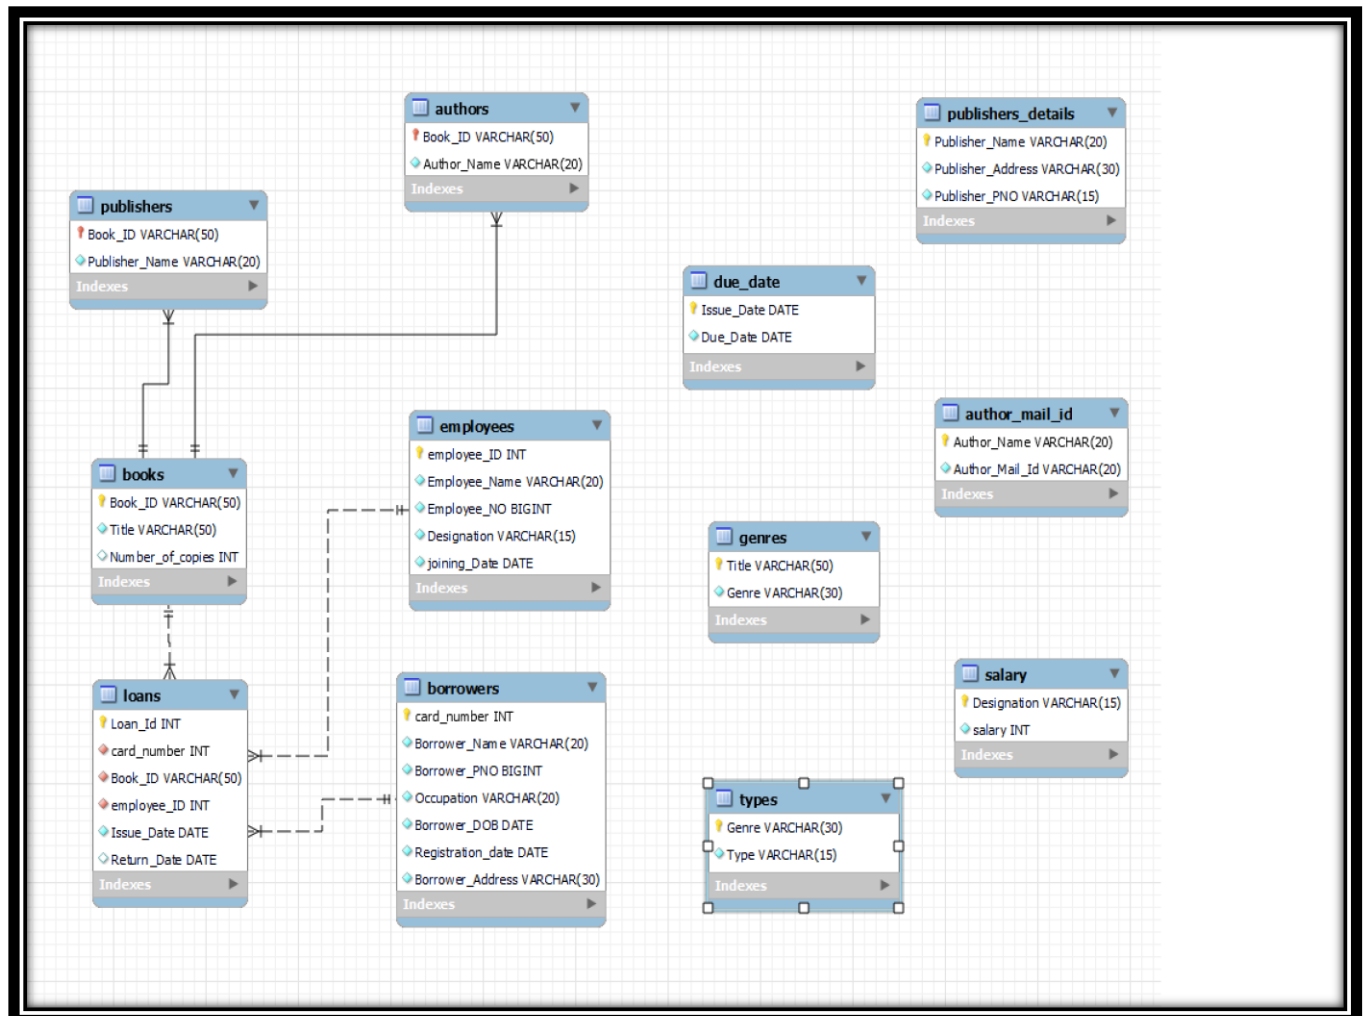 authors
Book_ID VARCHAR(50)
Author_Name VARCHAR(20)
Indexes
publishers_details
Publisher_Name VARCHAR(20)
Publisher_Address VARCHAR(30)
Publisher_PNO VARCHAR(15)
Indexes
publishers
Book_ID VARCHAR(50)
Publisher_Name VARCHAR(20)
Indexes
due_date
Issue_Date DATE
Due_Date DATE
Indexes
author_mail_id
Author_Name VARCHAR(20)
Author_Mail_Id VARCHAR(20)
Indexes
employees
employee_ID INT
Employee_Name VARCHAR(20)
Employee_NO BIGINT
Designation VARCHAR(15)
joining_Date DATE
Indexes
books
Book_ID VARCHAR(50)
Title VARCHAR(50)
Number_of_copies INT
Indexes
genres
Title VARCHAR(50)
Genre VARCHAR(30)
Indexes
salary
Designation VARCHAR(15)
salary INT
Indexes
loans
Loan_Id INT
card_number INT
Book_ID VARCHAR(50)
employee_ID INT
Issue_Date DATE
Return_Date DATE
Indexes
borrowers
card_number INT
Borrower_Name VARCHAR(20)
Borrower_PNO BIGINT
Occupation VARCHAR(20)
Borrower_DOB DATE
Registration_date DATE
Borrower_Address VARCHAR(30)
Indexes
types
Genre VARCHAR(30)
Type VARCHAR(15)
Indexes